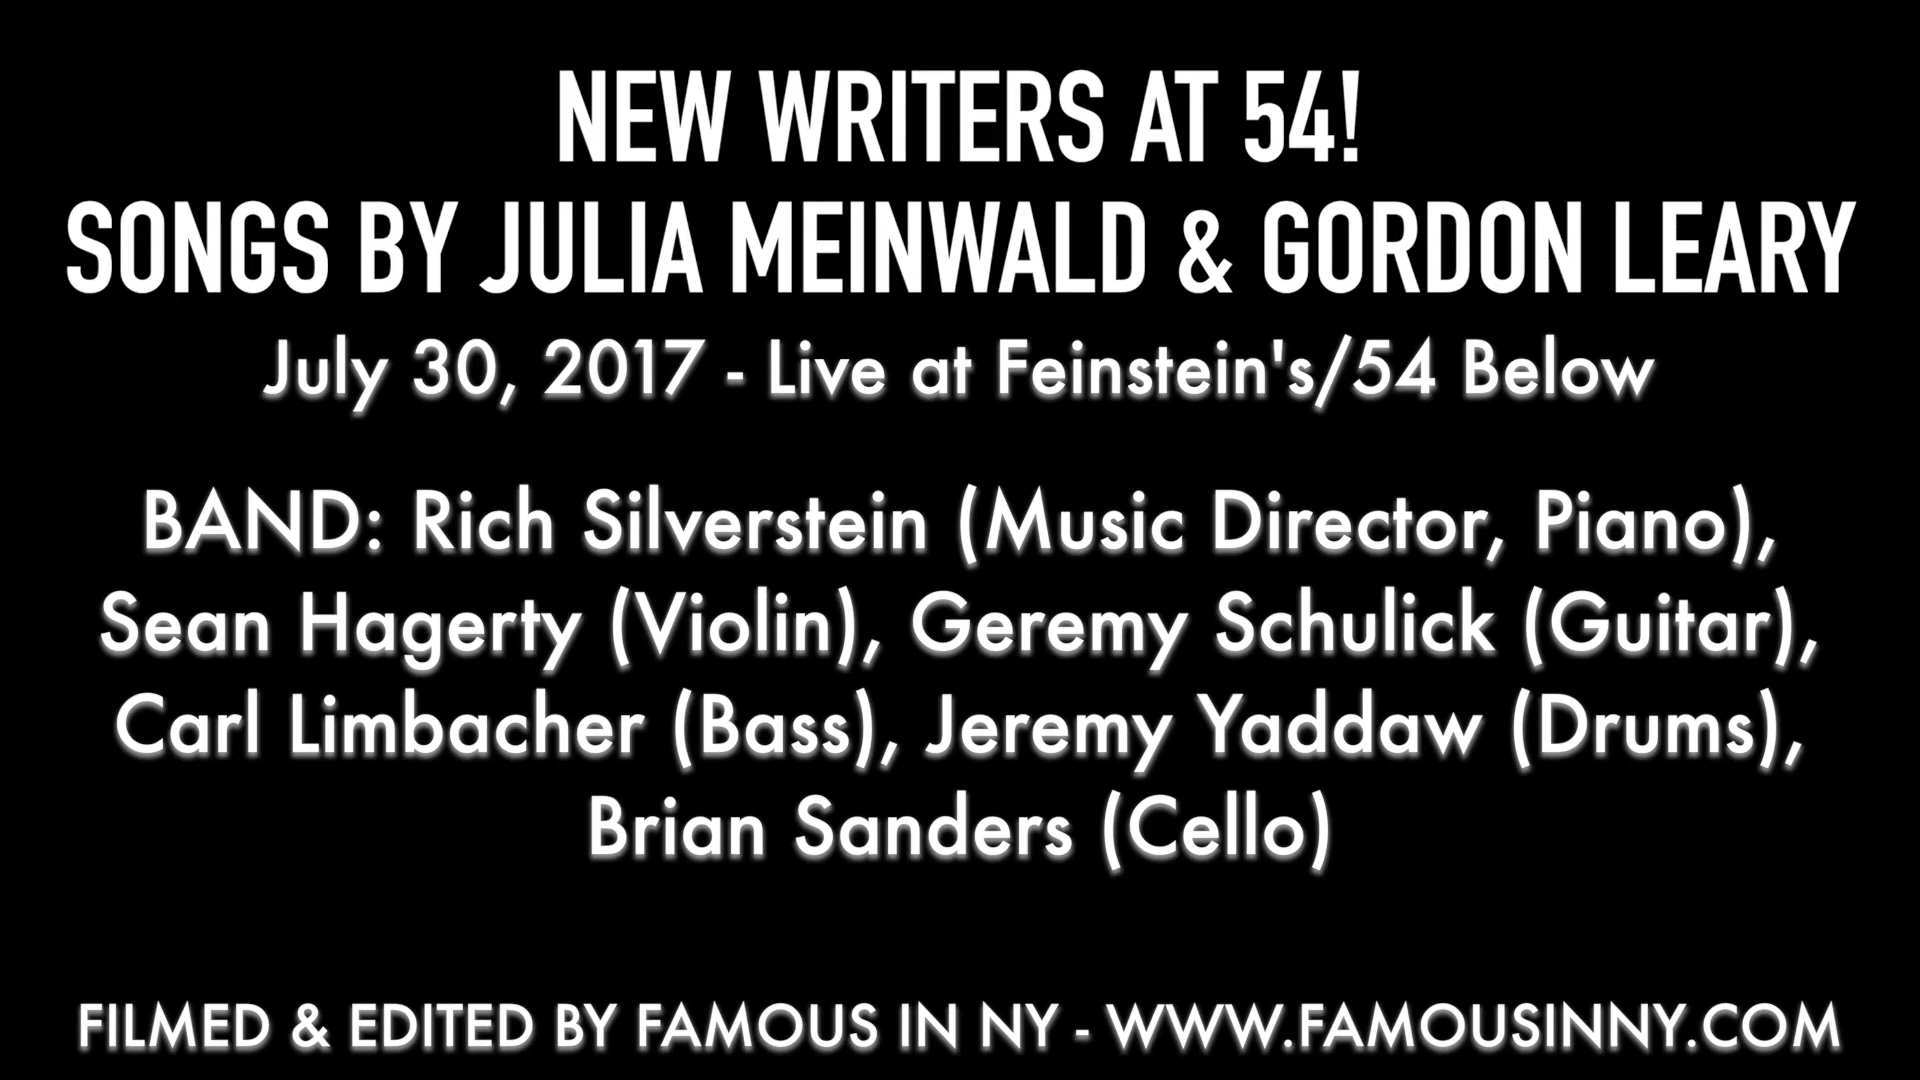 NEW WRITERS AT 54!
SONGS BY JULIA MEINWALD & GORDON LEARY
July 30, 2017 - Live at Feinstein's/54 Below
BAND: Rich Silverstein (Music Director, Piano),
Sean Hagerty (Violin), Geremy Schulick (Guitar),
Carl Limbacher (Bass), Jeremy Yaddaw (Drums),
Brian Sanders (Cello)
FILMED & EDITED BY FAMOUS IN NY - WWW.FAMOUSINNY.COM